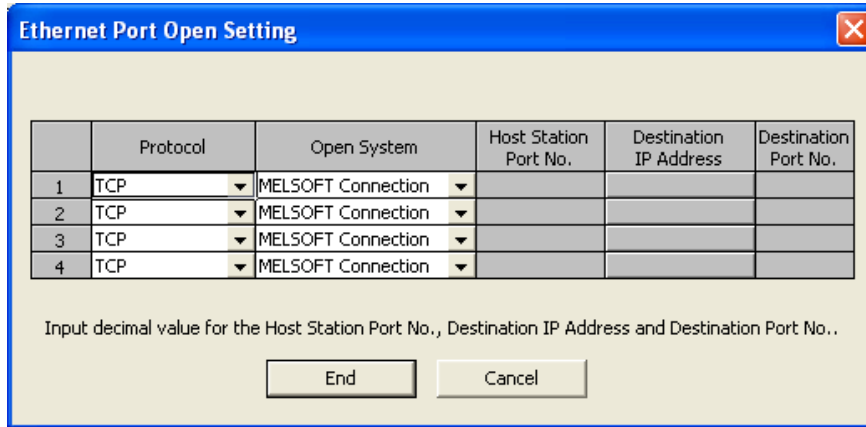 Ethernet Port Open Setting
Protocol Open System Host Station Port No. Destination IP Address Destination Port No.
1 TCP MELSOFT Connection
2 TCP MELSOFT Connection
3 TCP MELSOFT Connection
4 TCP MELSOFT Connection
Input decimal value for the Host Station Port No., Destination IP Address and Destination Port No..
End Cancel